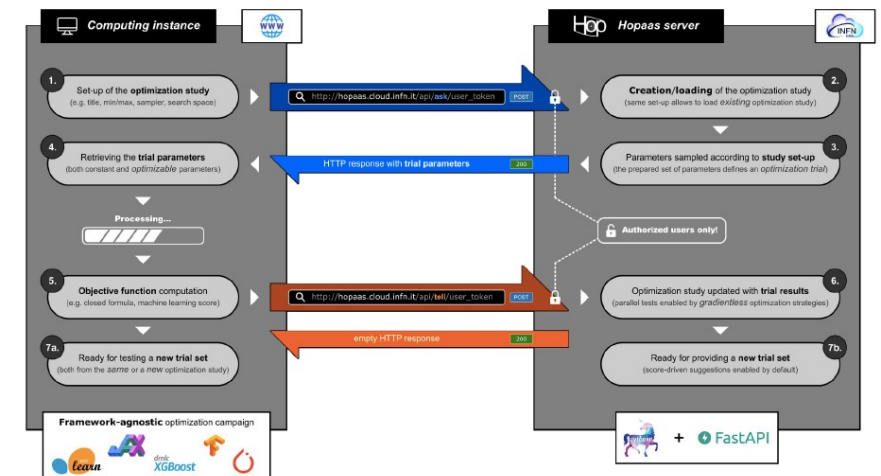 Computing instance
WWW
Hop
Hopaas server
INFN
1.
Set-up of the optimization study
(e.g. title, min/max, sampler, search space)
http://hopaas.cloud.infn.it/api/ask/user_token
POST
2.
Creation/loading of the optimization study
(same set-up allows to load existing optimization study)
4.
Retrieving the trial parameters
(both constant and optimizable parameters)
HTTP response with trial parameters
200
3.
Parameters sampled according to study set-up
(the prepared set of parameters defines an optimization trial)
Processing...
Authorized users only!
5.
Objective function computation
(e.g. closed formula, machine learning score)
http://hopaas.cloud.infn.it/api/tell/user_token
POST
6.
Optimization study updated with trial results
(parallel tests enabled by gradientless optimization strategies)
empty HTTP response
200
7a.
Ready for testing a new trial set
(both from the same or a new optimization study)
7b.
Ready for providing a new trial set
(score-driven suggestions enabled by default)
Framework-agnostic optimization campaign
learn
JAX
dmlc
XGBoost
+
FastAPI